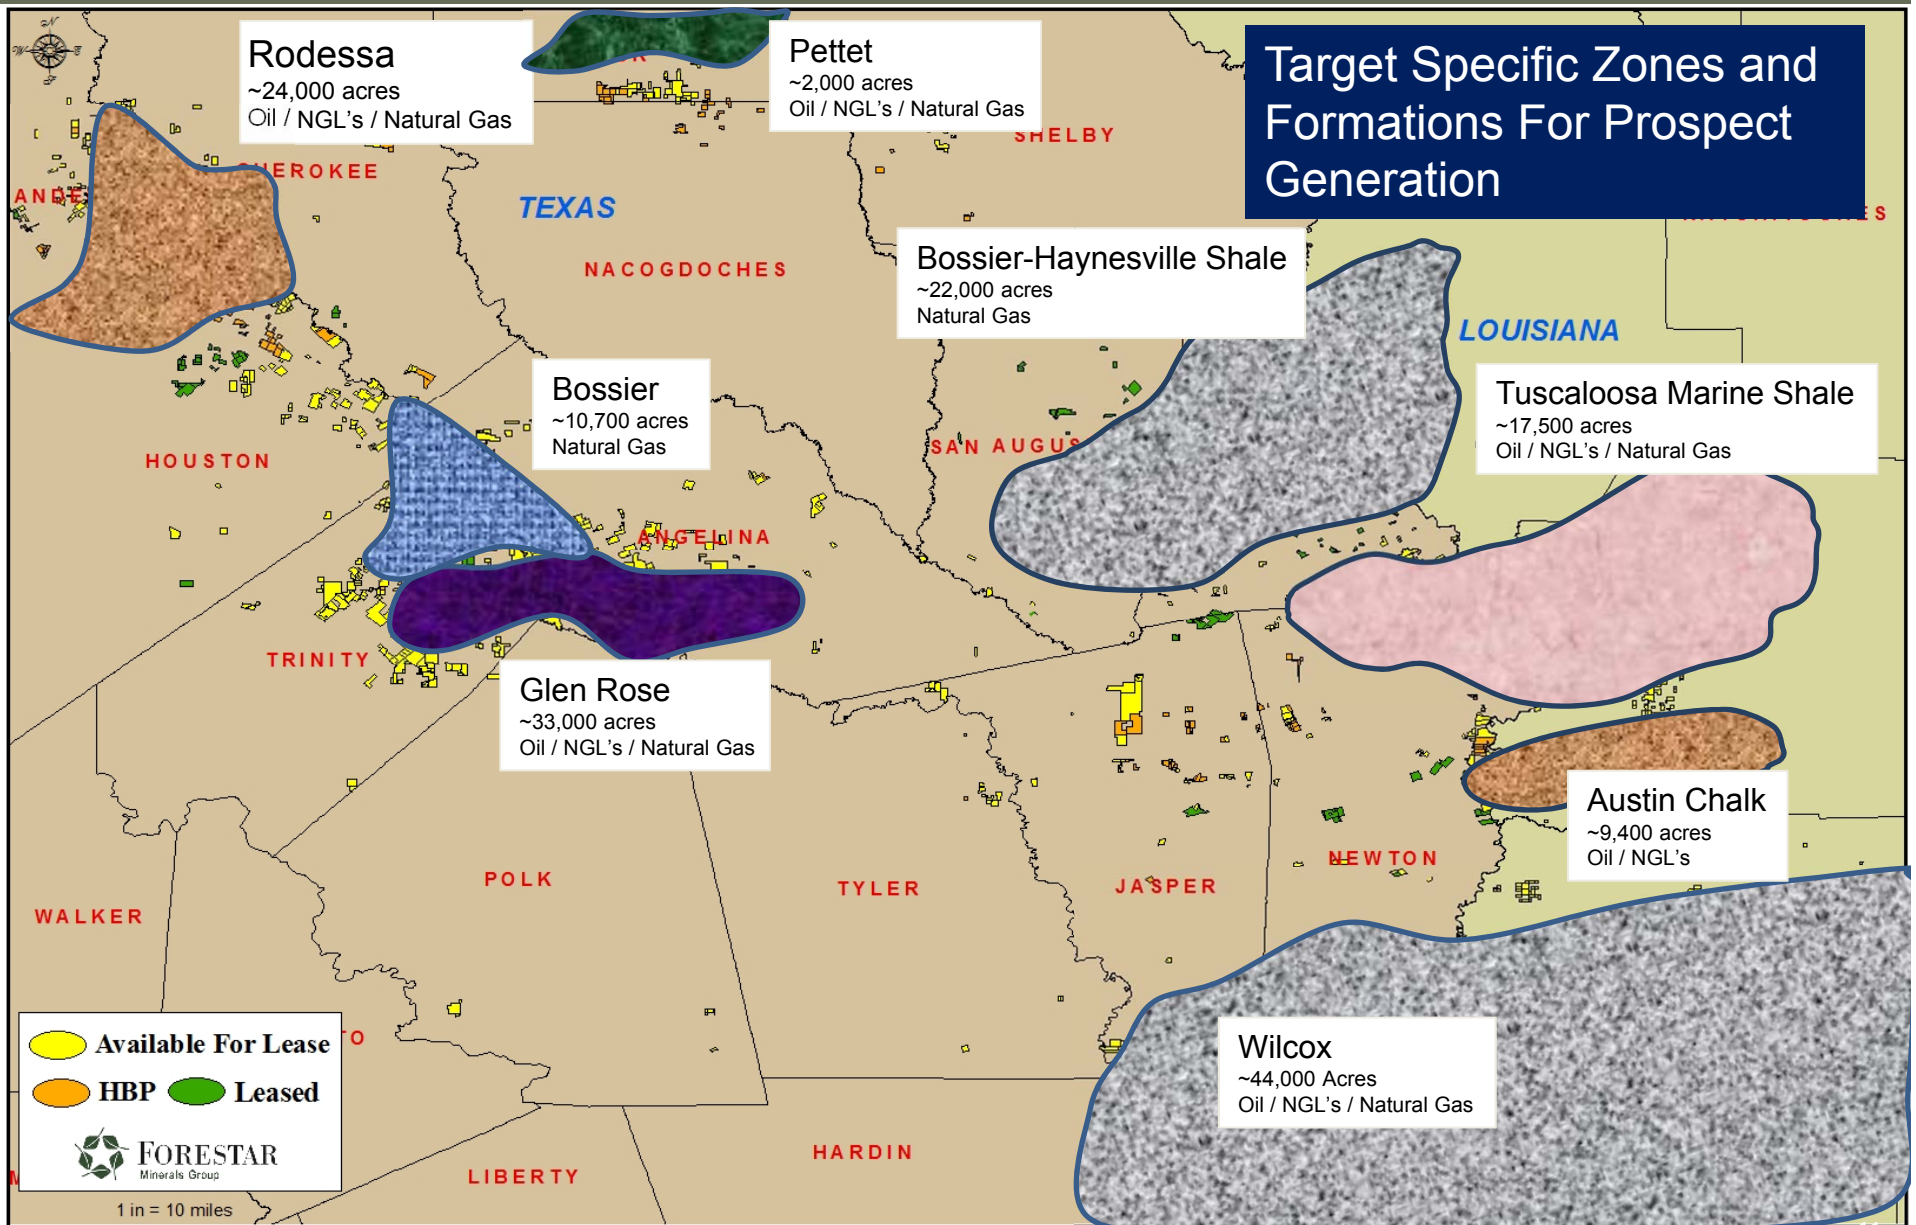 Target Specific Zones and
Formations For Prospect
Generation
Rodessa
~24,000 acres
Oil / NGL's / Natural Gas
Pettet
~2,000 acres
Oil / NGL's / Natural Gas
SHELBY
CHEROKEE
ANDE
TEXAS
NACOGDOCHES
Bossier-Haynesville Shale
~22,000 acres
Natural Gas
LOUISIANA
Bossier
~10,700 acres
Natural Gas
Tuscaloosa Marine Shale
~17,500 acres
Oil / NGL's / Natural Gas
HOUSTON
SAN AUGUS
ANGELINA
TRINITY
Glen Rose
~33,000 acres
Oil / NGL's / Natural Gas
Austin Chalk
~9,400 acres
Oil / NGL's
NEWTON
POLK
TYLER
JASPER
WALKER
Wilcox
~44,000 Acres
Oil / NGL's / Natural Gas
TO
Available For Lease
HBP
Leased
FORESTAR
Minerals Group
HARDIN
LIBERTY
1 in = 10 miles